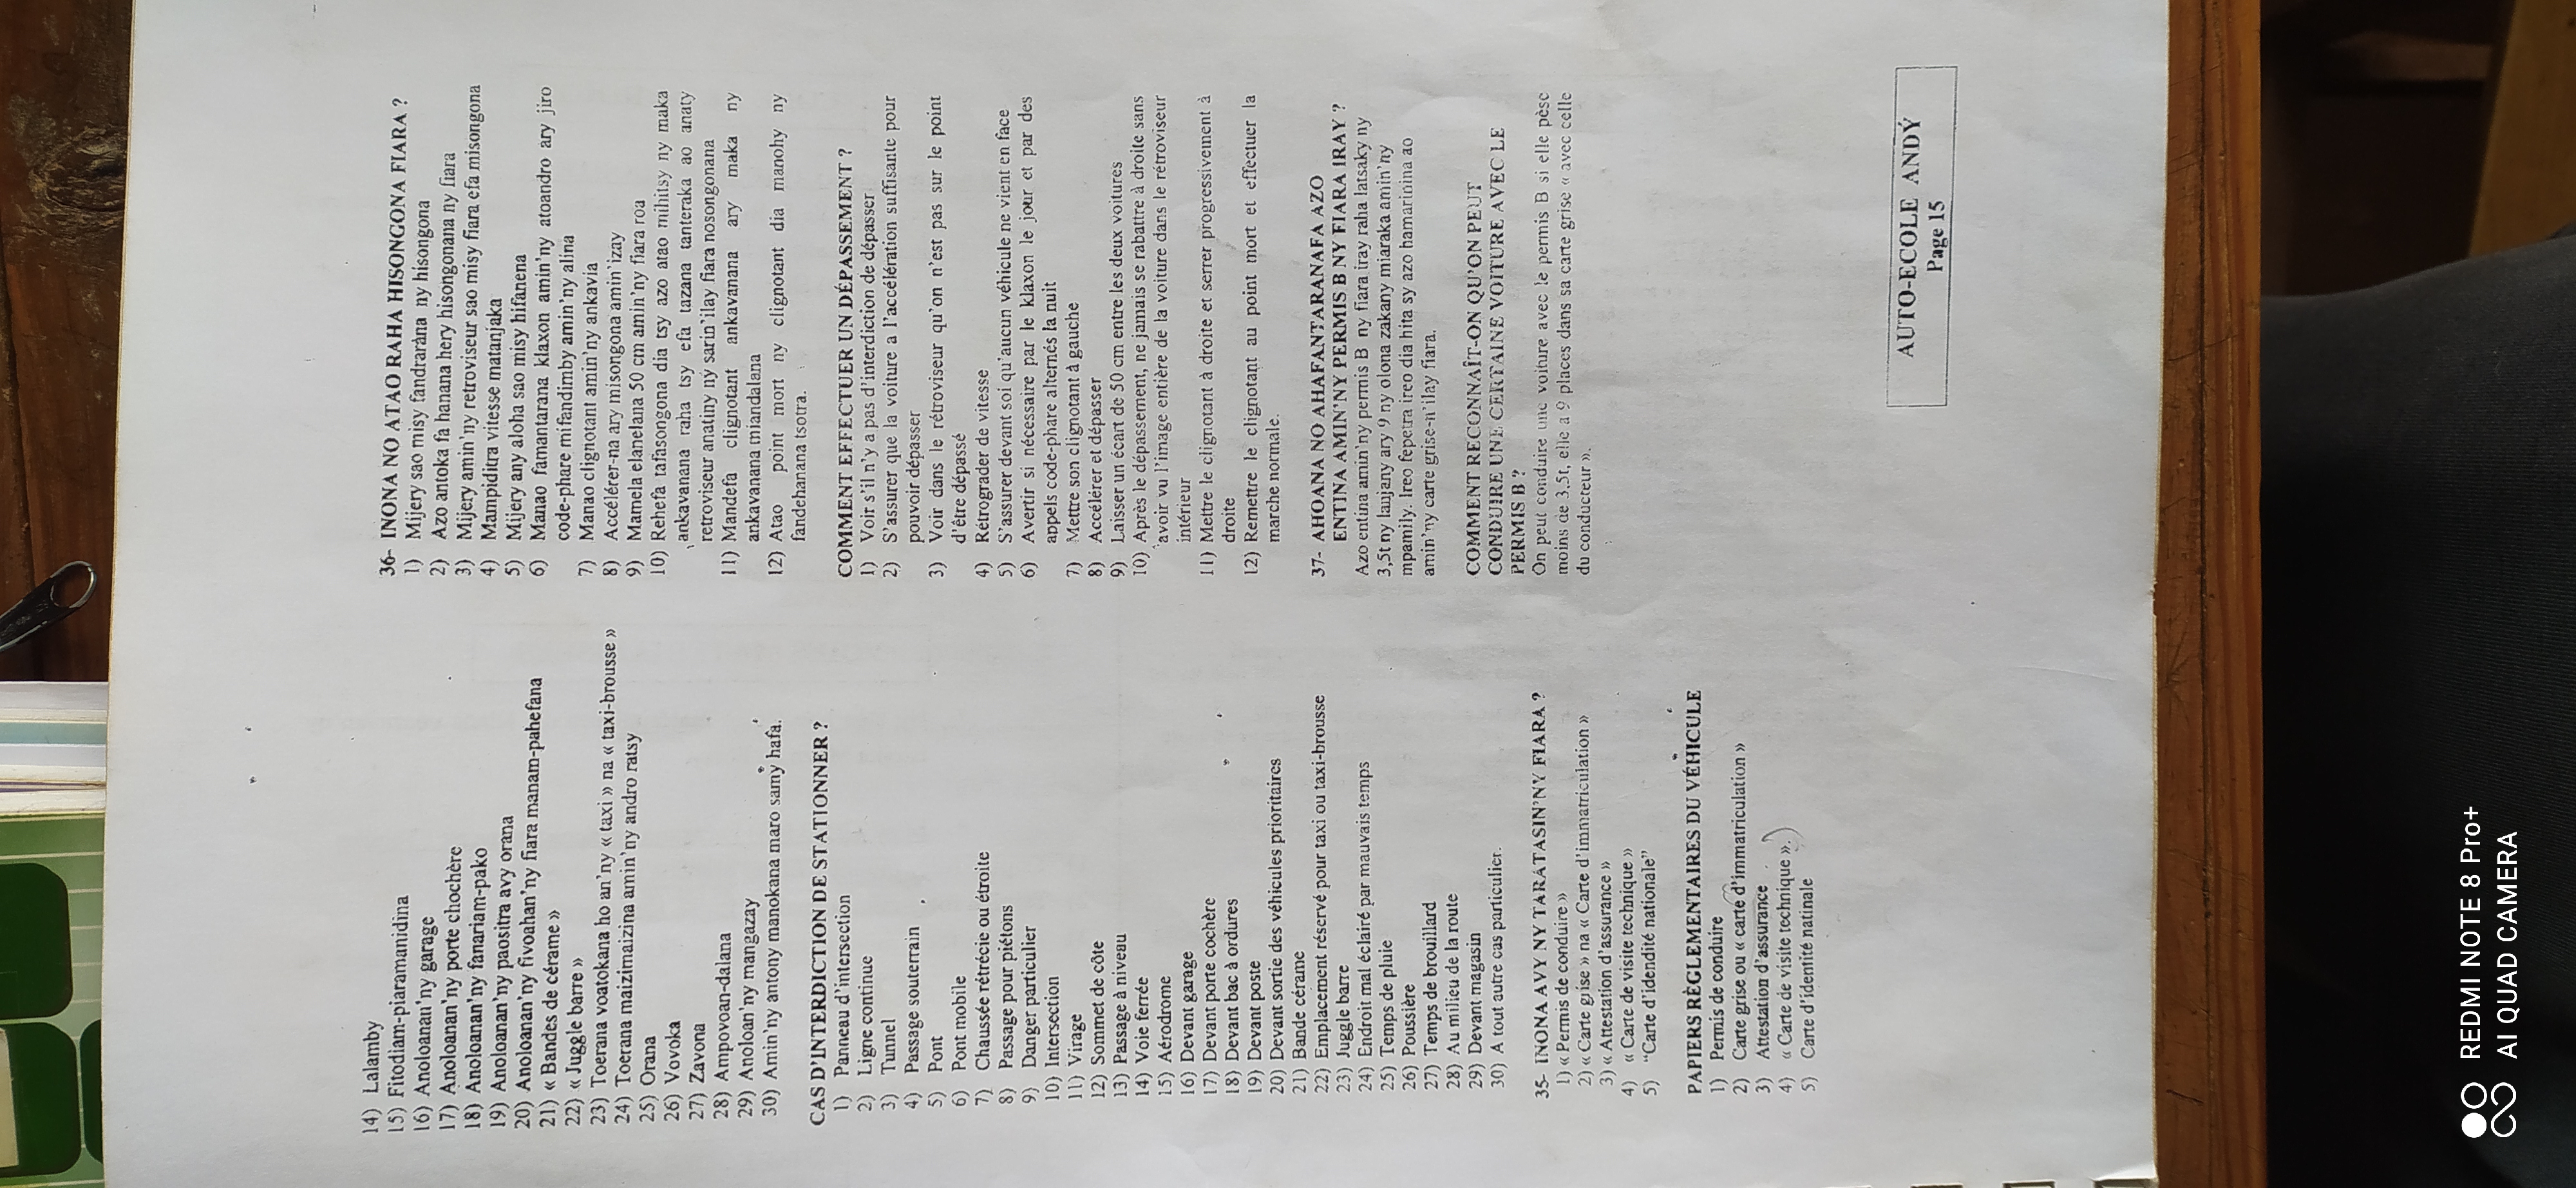 14) Lalamby
15) Fitodiam-piaramanidina
16) Anoloanan'ny garage
17) Anoloanan'ny porte chochère
18) Anoloanan'ny fanariam-pako
19) Anoloanan'ny paositra avy orana
20) Anoloanan'ny fivoahan'ny fiara manam-pahefana
21) « Bandes de cérame »
22) « Juggle barre »
23) Toerana voatokana ho an'ny « taxi » na « taxi-brousse »
24) Toerana maizimaizina amin'ny andro ratsy
25) Orana
26) Vovoka
27) Zavona
28) Ampovoan-dalana
29) Anoloan'ny mangazay
30) Amin'ny antony manokana maro samy hafa.
CAS D'INTERDICTION DE STATIONNER ?
1) Panneau d'intersection
2) Ligne continue
3) Tunnel
4) Passage souterrain
5) Pont
6) Pont mobile
7) Chaussée rétrécie ou étroite
8) Passage pour piétons
9) Danger particulier
10) Intersection
11) Virage
12) Sommet de côte
13) Passage à niveau
14) Voie ferrée
15) Aérodrome
16) Devant garage
17) Devant porte cochère
18) Devant bac à ordures
19) Devant poste
20) Devant sortie des véhicules prioritaires
21) Bande cérame
22) Emplacement réservé pour taxi ou taxi-brousse
23) Juggle barre
24) Endroit mal éclairé par mauvais temps
25) Temps de pluie
26) Poussière
27) Temps de brouillard
28) Au milieu de la route
29) Devant magasin
30) A tout autre cas particulier.
35- INONA AVY NY TARATASIN'NY FIARA ?
1) « Permis de conduire »
2) « Carte grise » na « Carte d'immatriculation »
3) « Attestation d'assurance »
4) « Carte de visite technique »
5) "Carte d'idendité nationale"
PAPIERS RÈGLEMENTAIRES DU VÉHICULE
1) Permis de conduire
2) Carte grise ou « carte d'immatriculation »
3) Attestation d'assurance
4) « Carte de visite technique ».
5) Carte d'identité natinale
36- INONA NO ATAO RAHA HISONGONA FIARA ?
1) Mijery sao misy fandraràna ny hisongona
2) Azo antoka fa hanana hery hisongonana ny fiara
3) Mijery amin'ny retroviseur sao misy fiara efa misongona
4) Mampiditra vitesse matanjaka
5) Mijery any aloha sao misy hifanena
6) Manao famantarana klaxon amin'ny atoandro ary jiro
code-phare mifandimby amin'ny alina
7) Manao clignotant amin'ny ankavia
8) Accélérer-na ary misongona amin'izay
9) Mamela elanelana 50 cm amin'ny fiara roa
10) Rehefa tafasongona dia tsy azo atao mihitsy ny maka
ankavanana raha tsy efa tazana tanteraka ao anaty
retroviseur anatiny ny sarin'ilay fiara nosongonana
11) Mandefa clignotant ankavanana ary maka ny
ankavanana miandalana
12) Atao point mort ny clignotant dia manohy ny
fandehanana tsotra.
COMMENT EFFECTUER UN DÉPASSEMENT ?
1) Voir s'il n'y a pas d'interdiction de dépasser
2) S'assurer que la voiture a l'accélération suffisante pour
pouvoir dépasser
3) Voir dans le rétroviseur qu'on n'est pas sur le point
d'être dépassé
4) Rétrograder de vitesse
5) S'assurer devant soi qu'aucun véhicule ne vient en face
6) Avertir si nécessaire par le klaxon le jour et par des
appels code-phare alternés la nuit
7) Mettre son clignotant à gauche
8) Accélérer et dépasser
9) Laisser un écart de 50 cm entre les deux voitures
10) Après le dépassement, ne jamais se rabattre à droite sans
avoir vu l'image entière de la voiture dans le rétroviseur
intérieur
11) Mettre le clignotant à droite et serrer progressivement à
droite
12) Remettre le clignotant au point mort et effectuer la
marche normale.
37- AHOANA NO AHAFANTARANAFA AZO
ENTINA AMIN'NY PERMIS B NY FIARA IRAY ?
Azo entina amin'ny permis B ny fiara iray raha latsaky ny
3,5t ny lanjany ary 9 ny olona zakany miaraka amin'ny
mpamily. Ireo fepetra ireo dia hita sy azo hamarinina ao
amin'ny carte grise-n'ilay fiara.
COMMENT RECONNAÎT-ON QU'ON PEUT
CONDUIRE UNE CERTAINE VOITURE AVEC LE
PERMIS B ?
On peut conduire une voiture avec le permis B si elle pèse
moins de 3,5t, elle a 9 places dans sa carte grise « avec celle
du conducteur ».
AUTO-ECOLE ANDÝ
Page 15
REDMI NOTE 8 Pro+
AI QUAD CAMERA